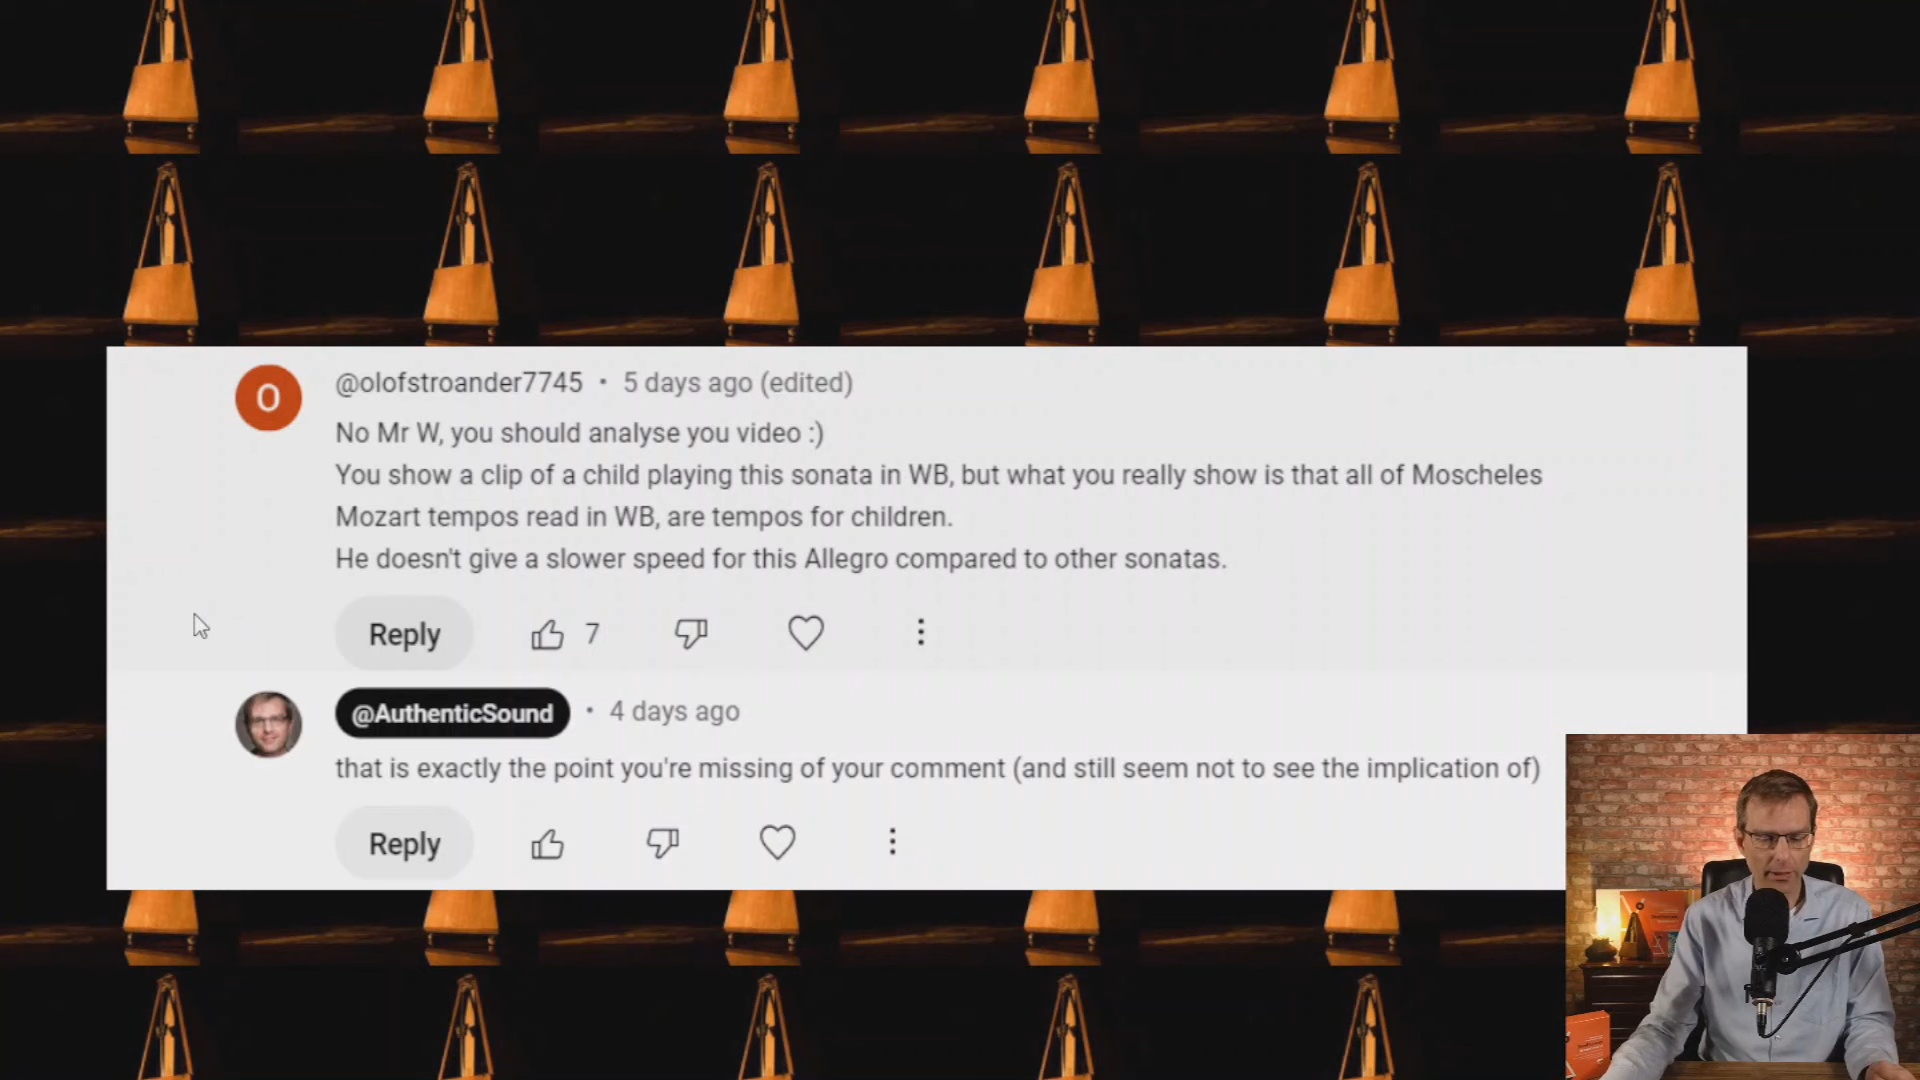 O
@olofstroander7745 • 5 days ago (edited)
No Mr W, you should analyse you video :)
You show a clip of a child playing this sonata in WB, but what you really show is that all of Moscheles
Mozart tempos read in WB, are tempos for children.
He doesn't give a slower speed for this Allegro compared to other sonatas.
Reply 7
@AuthenticSound • 4 days ago
that is exactly the point you're missing of your comment (and still seem not to see the implication of)
Reply